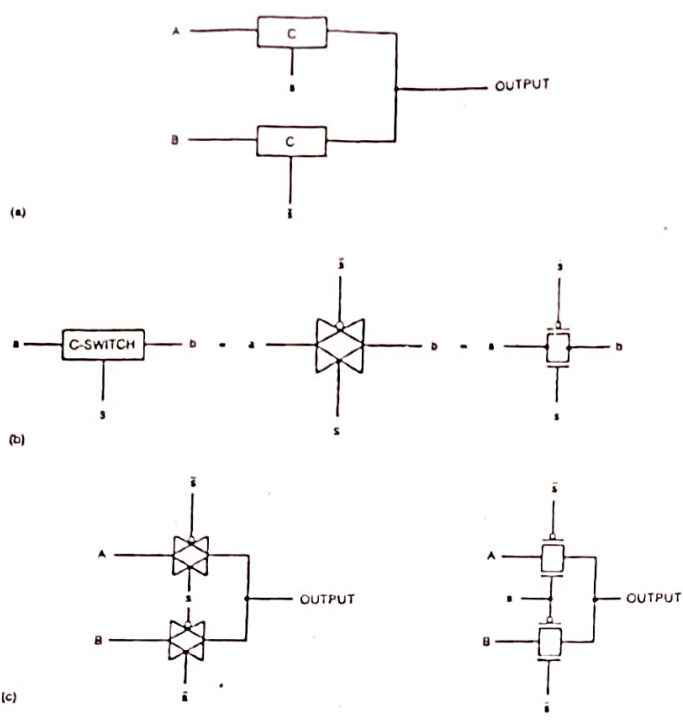 A
C
s
OUTPUT
B
C
s̄
(a)
s̄
s̄
a C-SWITCH b = a b = a b
s
s
s
(b)
s̄
s̄
A
A
s
OUTPUT
s
OUTPUT
B
B
s̄
s̄
(c)